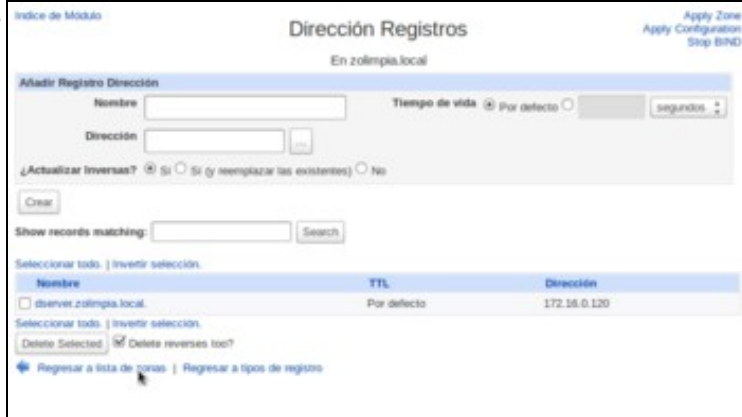 Indice de Módulo
Apply Zone
Dirección Registros
Apply Configuration
Stop BIND
En zolimpia.local
Añadir Registro Dirección
Nombre Tiempo de vida Por defecto segundos
Dirección ...
¿Actualizar Inversas? Si Si (y reemplazar las existentes) No
Crear
Show records matching: Search
Seleccionar todo. | Invertir selección.
Nombre TTL Dirección
dserver.zolimpia.local. Por defecto 172.16.0.120
Seleccionar todo. | Invertir selección.
Delete Selected Delete reverses too?
Regresar a lista de zonas | Regresar a tipos de registro